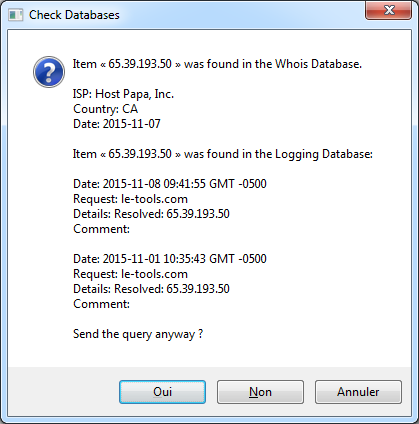 Check Databases
Item « 65.39.193.50 » was found in the Whois Database.
ISP: Host Papa, Inc.
Country: CA
Date: 2015-11-07
Item « 65.39.193.50 » was found in the Logging Database:
Date: 2015-11-08 09:41:55 GMT -0500
Request: le-tools.com
Details: Resolved: 65.39.193.50
Comment:
Date: 2015-11-01 10:35:43 GMT -0500
Request: le-tools.com
Details: Resolved: 65.39.193.50
Comment:
Send the query anyway ?
Oui Non Annuler